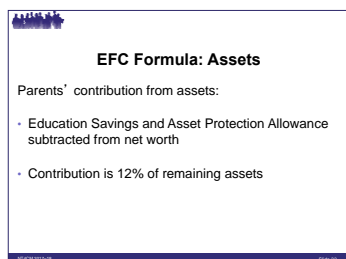 EFC Formula: Assets
Parents' contribution from assets:
• Education Savings and Asset Protection Allowance
subtracted from net worth
• Contribution is 12% of remaining assets